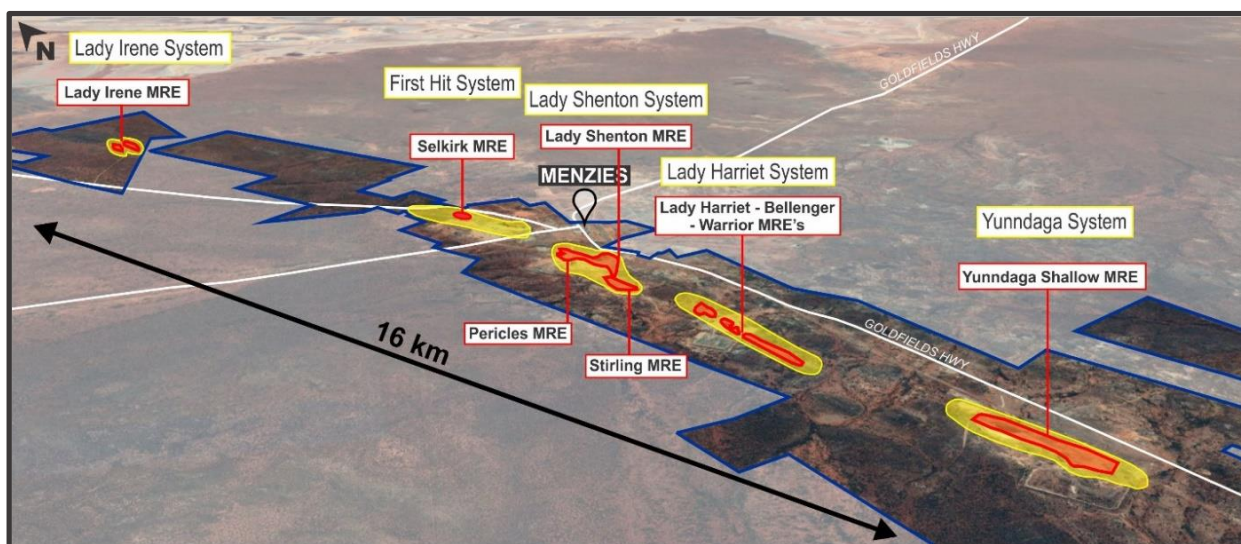 N
Lady Irene System
Lady Irene MRE
First Hit System
Selkirk MRE
Lady Shenton System
Lady Shenton MRE
MENZIES
GOLDFIELDS HWY
Lady Harriet System
Lady Harriet - Bellenger
- Warrior MRE's
Yunndaga System
Yunndaga Shallow MRE
Pericles MRE
Stirling MRE
GOLDFIELDS HWY
16 km